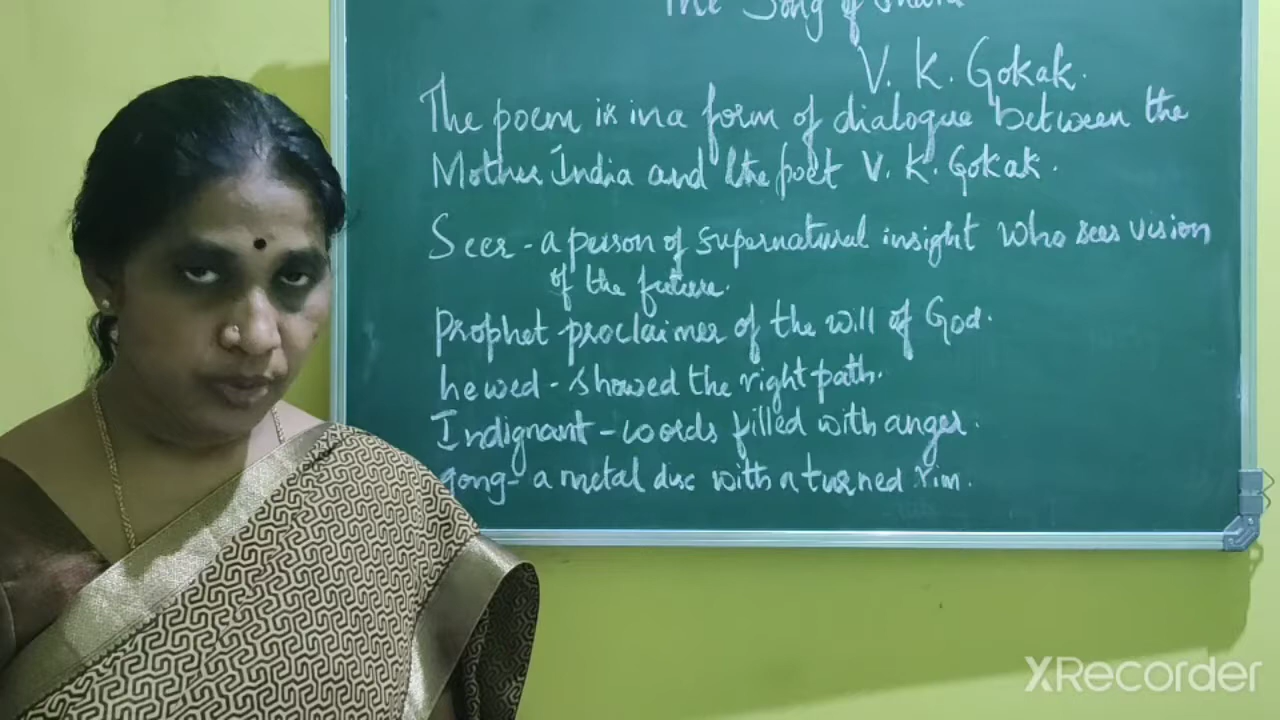 The Song of India
V. K. Gokak.
The poem is in a form of dialogue between the
Mother India and the poet V. K. Gokak.
Seer - a person of supernatural insight who sees vision
of the future.
Prophet - proclaimer of the will of God.
hewed - showed the right path.
Indignant - words filled with anger.
gong - a metal disc with a turned rim.
XRecorder